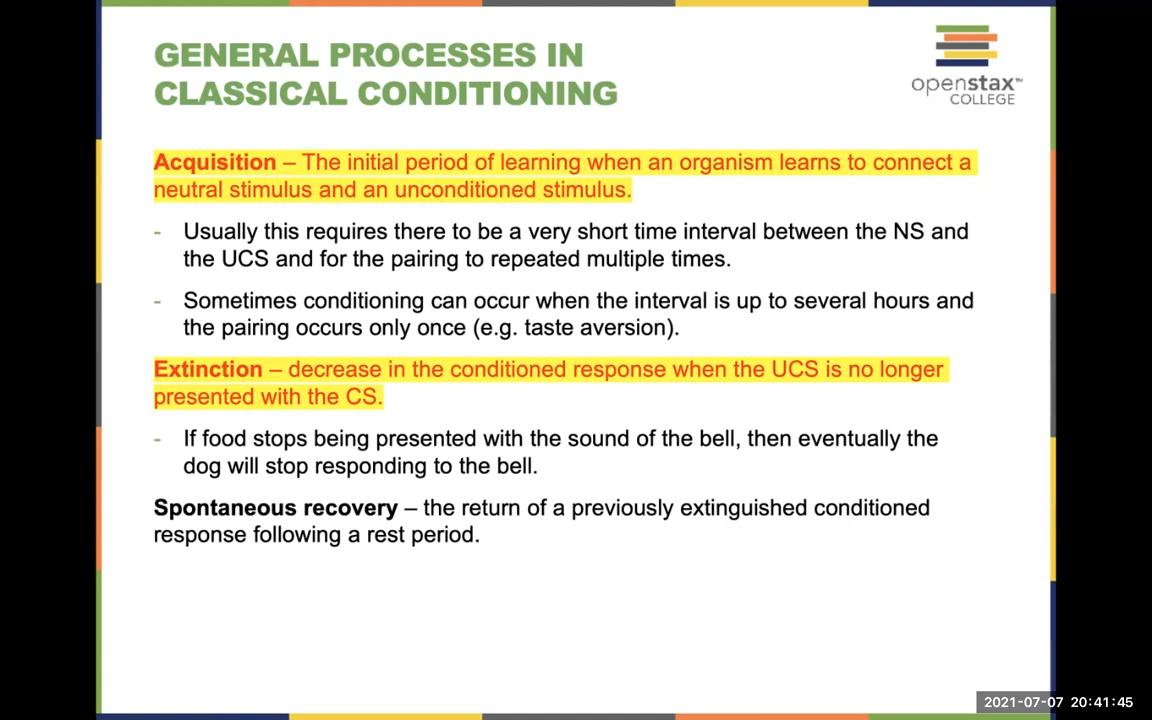 GENERAL PROCESSES IN
CLASSICAL CONDITIONING
openstax™
COLLEGE
Acquisition – The initial period of learning when an organism learns to connect a
neutral stimulus and an unconditioned stimulus.
- Usually this requires there to be a very short time interval between the NS and
the UCS and for the pairing to repeated multiple times.
- Sometimes conditioning can occur when the interval is up to several hours and
the pairing occurs only once (e.g. taste aversion).
Extinction – decrease in the conditioned response when the UCS is no longer
presented with the CS.
- If food stops being presented with the sound of the bell, then eventually the
dog will stop responding to the bell.
Spontaneous recovery – the return of a previously extinguished conditioned
response following a rest period.
2021-07-07 20:41:45